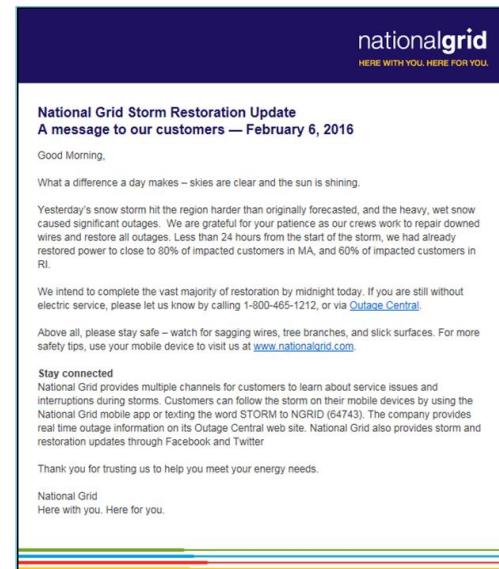 nationalgrid
HERE WITH YOU. HERE FOR YOU.
National Grid Storm Restoration Update
A message to our customers — February 6, 2016
Good Morning,
What a difference a day makes – skies are clear and the sun is shining.
Yesterday's snow storm hit the region harder than originally forecasted, and the heavy, wet snow
caused significant outages.  We are grateful for your patience as our crews work to repair downed
wires and restore all outages. Less than 24 hours from the start of the storm, we had already
restored power to close to 80% of impacted customers in MA, and 60% of impacted customers in
RI.
We intend to complete the vast majority of restoration by midnight today. If you are still without
electric service, please let us know by calling 1-800-465-1212, or via Outage Central.
Above all, please stay safe – watch for sagging wires, tree branches, and slick surfaces. For more
safety tips, use your mobile device to visit us at www.nationalgrid.com.
Stay connected
National Grid provides multiple channels for customers to learn about service issues and
interruptions during storms. Customers can follow the storm on their mobile devices by using the
National Grid mobile app or texting the word STORM to NGRID (64743). The company provides
real time outage information on its Outage Central web site. National Grid also provides storm and
restoration updates through Facebook and Twitter
Thank you for trusting us to help you meet your energy needs.
National Grid
Here with you. Here for you.